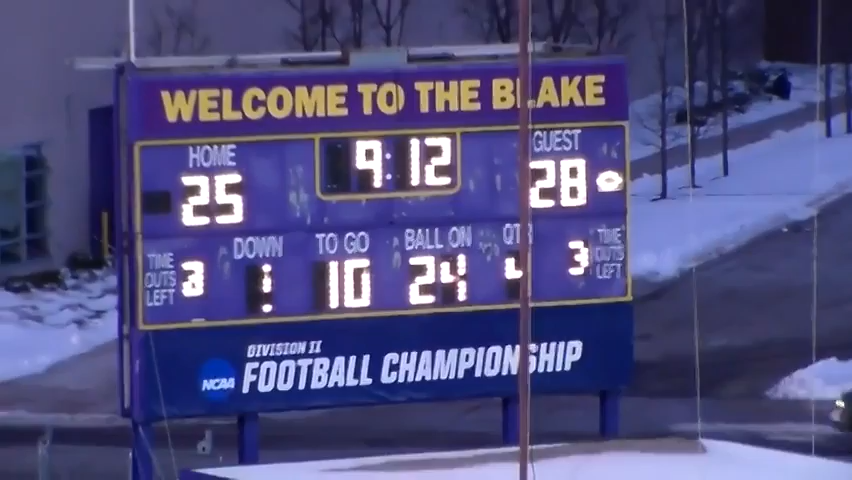 WELCOME TO THE BLAKE
HOME 9:12 GUEST
25 28
DOWN TO GO BALL ON QTR
TIME OUTS LEFT 3 1 10 24 3 TIME OUTS LEFT
DIVISION II
NCAA FOOTBALL CHAMPIONSHIP